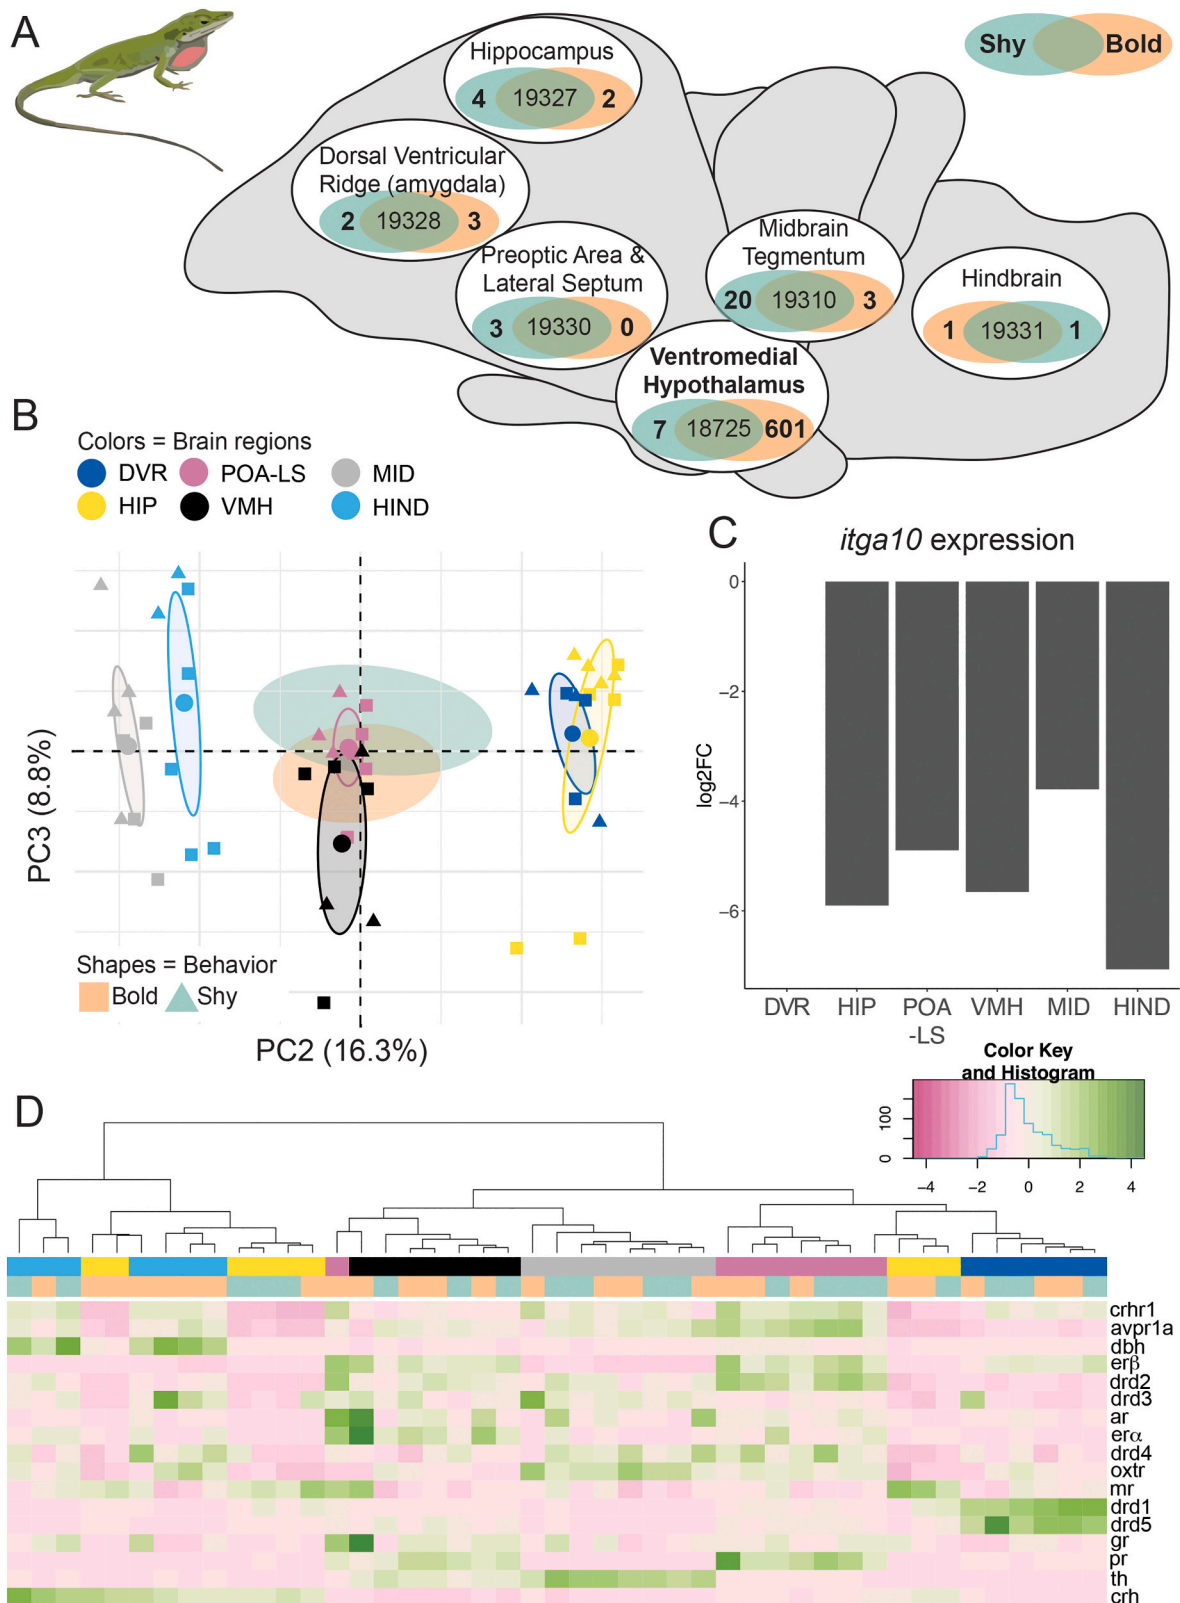 A
Shy Bold
Hippocampus
4 19327 2
Dorsal Ventricular
Ridge (amygdala)
2 19328 3
Preoptic Area &
Lateral Septum
3 19330 0
Midbrain
Tegmentum
20 19310 3
Hindbrain
1 19331 1
Ventromedial
Hypothalamus
7 18725 601
B
Colors = Brain regions
DVR POA-LS MID
HIP VMH HIND
PC3 (8.8%)
Shapes = Behavior
Bold Shy
PC2 (16.3%)
C
itga10 expression
log2FC
0
−2
−4
−6
DVR HIP POA VMH MID HIND
-LS
Color Key
and Histogram
0 100
−4 −2 0 2 4
D
crhr1
avpr1a
dbh
erβ
drd2
drd3
ar
erα
drd4
oxtr
mr
drd1
drd5
gr
pr
th
crh